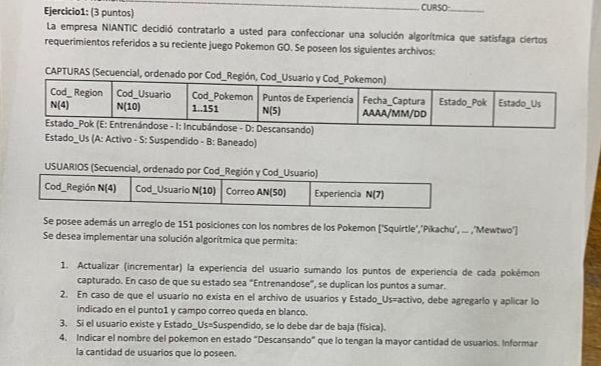 CURSO:
Ejercicio1: (3 puntos)
La empresa NIANTIC decidió contratarlo a usted para confeccionar una solución algorítmica que satisfaga ciertos
requerimientos referidos a su reciente juego Pokemon GO. Se poseen los siguientes archivos:
CAPTURAS (Secuencial, ordenado por Cod_Región, Cod_Usuario y Cod_Pokemon)
Cod_ Region N(4) Cod_Usuario N(10) Cod_Pokemon 1..151 Puntos de Experiencia N(5) Fecha_Captura AAAA/MM/DD Estado_Pok Estado_Us
Estado_Pok (E: Entrenándose - I: Incubándose - D: Descansando)
Estado_Us (A: Activo - S: Suspendido - B: Baneado)
USUARIOS (Secuencial, ordenado por Cod_Región y Cod_Usuario)
Cod_Región N(4) Cod_Usuario N(10) Correo AN(50) Experiencia N(7)
Se posee además un arreglo de 151 posiciones con los nombres de los Pokemon ['Squirtle','Pikachu', ... ,'Mewtwo']
Se desea implementar una solución algorítmica que permita:
1. Actualizar (incrementar) la experiencia del usuario sumando los puntos de experiencia de cada pokémon
capturado. En caso de que su estado sea "Entrenandose", se duplican los puntos a sumar.
2. En caso de que el usuario no exista en el archivo de usuarios y Estado_Us=activo, debe agregarlo y aplicar lo
indicado en el punto1 y campo correo queda en blanco.
3. Si el usuario existe y Estado_Us=Suspendido, se lo debe dar de baja (física).
4. Indicar el nombre del pokemon en estado "Descansando" que lo tengan la mayor cantidad de usuarios. Informar
la cantidad de usuarios que lo poseen.